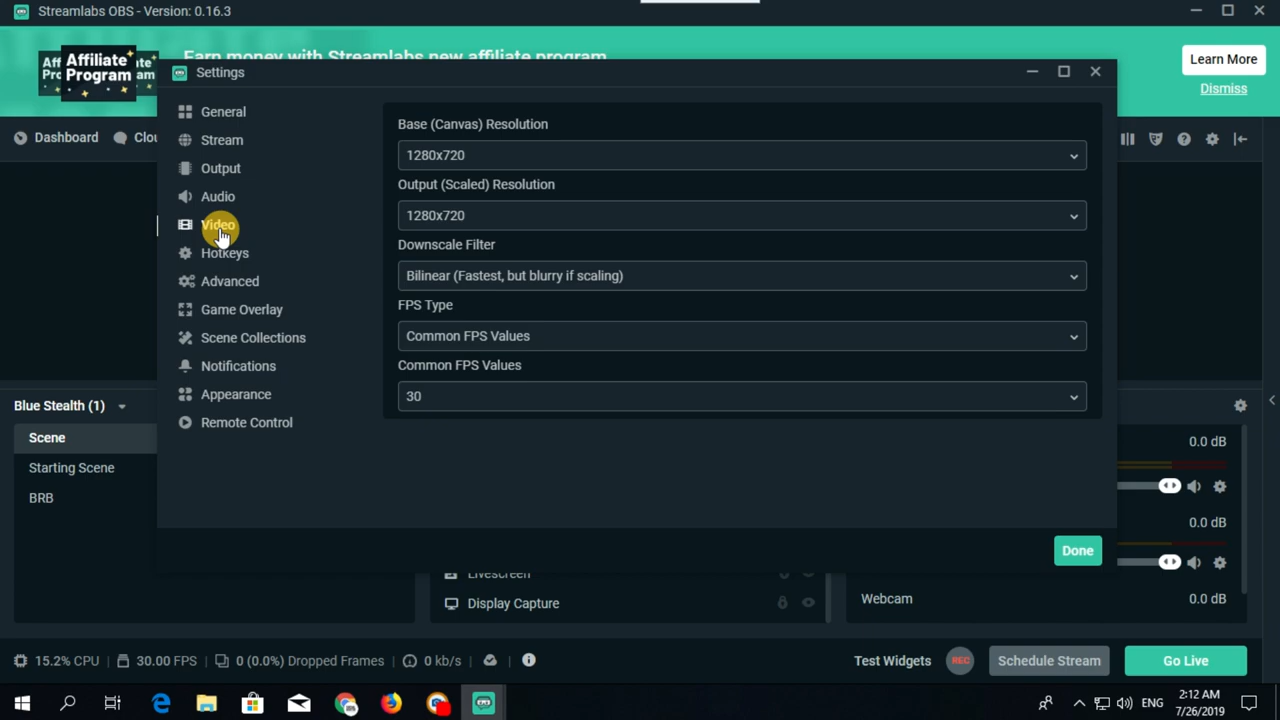 Streamlabs OBS - Version: 0.16.3
Affiliate Program
Earn money with Streamlabs new affiliate program
Learn More
Dismiss
Settings
Dashboard
Clou
General
Stream
Output
Audio
Video
Hotkeys
Advanced
Game Overlay
Scene Collections
Notifications
Appearance
Remote Control
Base (Canvas) Resolution
1280x720
Output (Scaled) Resolution
1280x720
Downscale Filter
Bilinear (Fastest, but blurry if scaling)
FPS Type
Common FPS Values
Common FPS Values
30
Done
Blue Stealth (1)
Scene
Starting Scene
BRB
Livescreen
Display Capture
0.0 dB
0.0 dB
Webcam 0.0 dB
15.2% CPU 30.00 FPS 0 (0.0%) Dropped Frames 0 kb/s
Test Widgets REC Schedule Stream Go Live
ENG
2:12 AM
7/26/2019